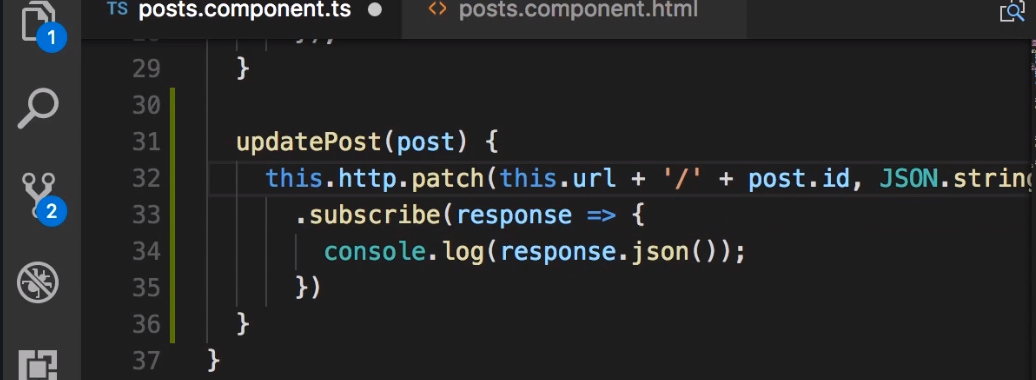 TS posts.component.ts ● <> posts.component.html
1
29 }
30
31 updatePost(post) {
32 this.http.patch(this.url + '/' + post.id, JSON.string
33 .subscribe(response => {
2
34 console.log(response.json());
35 })
36 }
37 }